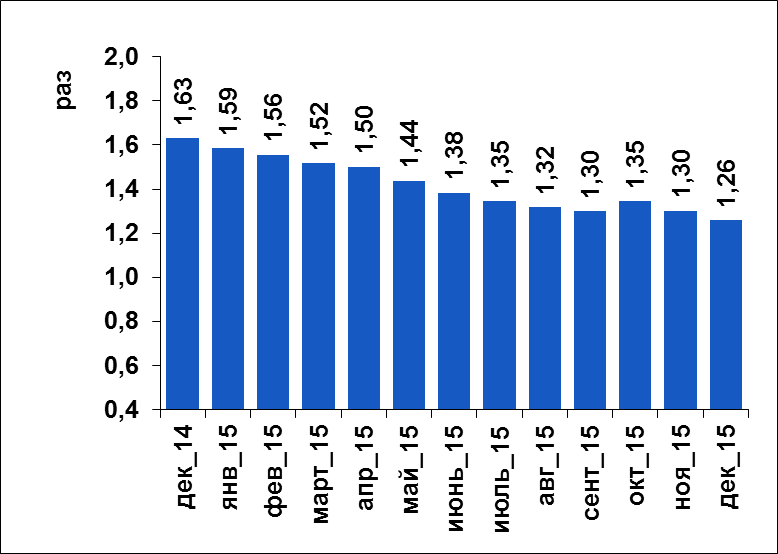 раз
2,0
1,8
1,6
1,4
1,2
1,0
0,8
0,6
0,4
1,63
1,59
1,56
1,52
1,50
1,44
1,38
1,35
1,32
1,30
1,35
1,30
1,26
дек_14
янв_15
фев_15
март_15
апр_15
май_15
июнь_15
июль_15
авг_15
сент_15
окт_15
ноя_15
дек_15